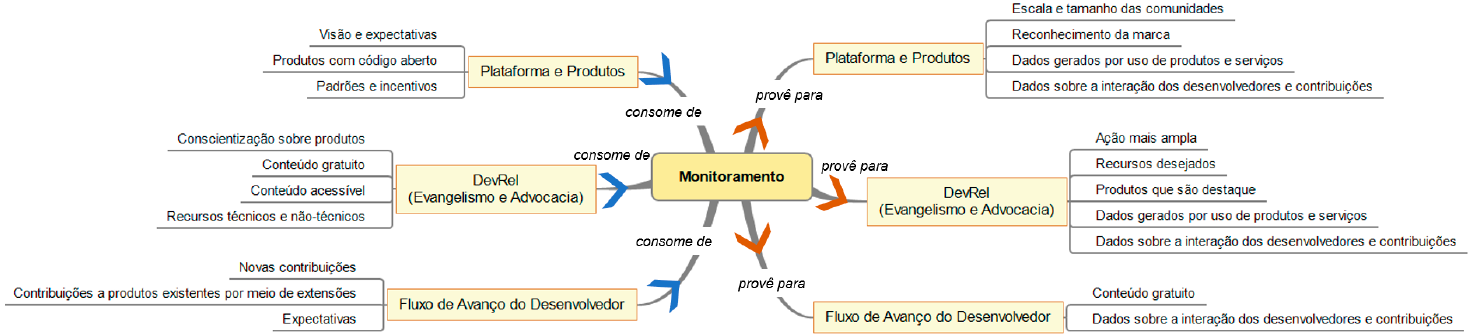 Visão e expectativas
Produtos com código aberto
Padrões e incentivos
Plataforma e Produtos
consome de
Conscientização sobre produtos
Conteúdo gratuito
Conteúdo acessível
Recursos técnicos e não-técnicos
DevRel
(Evangelismo e Advocacia)
consome de
Novas contribuições
Contribuições a produtos existentes por meio de extensões
Expectativas
Fluxo de Avanço do Desenvolvedor
consome de
Monitoramento
provê para
Plataforma e Produtos
Escala e tamanho das comunidades
Reconhecimento da marca
Dados gerados por uso de produtos e serviços
Dados sobre a interação dos desenvolvedores e contribuições
provê para
DevRel
(Evangelismo e Advocacia)
Ação mais ampla
Recursos desejados
Produtos que são destaque
Dados gerados por uso de produtos e serviços
Dados sobre a interação dos desenvolvedores e contribuições
provê para
Fluxo de Avanço do Desenvolvedor
Conteúdo gratuito
Dados sobre a interação dos desenvolvedores e contribuições